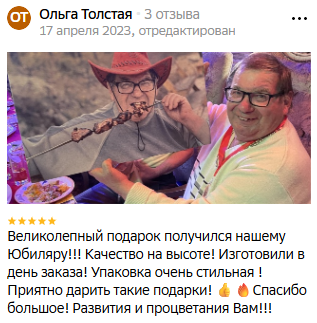 ОТ
Ольга Толстая · 3 отзыва
17 апреля 2023, отредактирован
Великолепный подарок получился нашему
Юбиляру!!! Качество на высоте! Изготовили в
день заказа! Упаковка очень стильная !
Приятно дарить такие подарки! 👍 🔥 Спасибо
большое! Развития и процветания Вам!!!